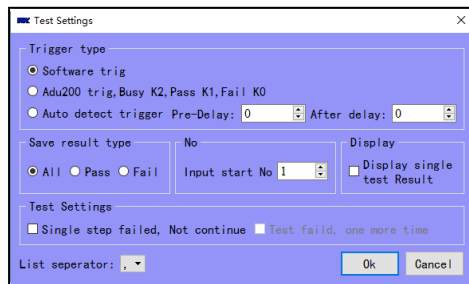 Test Settings
Trigger type
Software trig
Adu200 trig,Busy K2,Pass K1,Fail K0
Auto detect trigger Pre-Delay: 0 After delay: 0
Save result type
All Pass Fail
No
Input start No 1
Display
Display single
test Result
Test Settings
Single step failed, Not continue Test faild, one more time
List seperator: ,
Ok Cancel